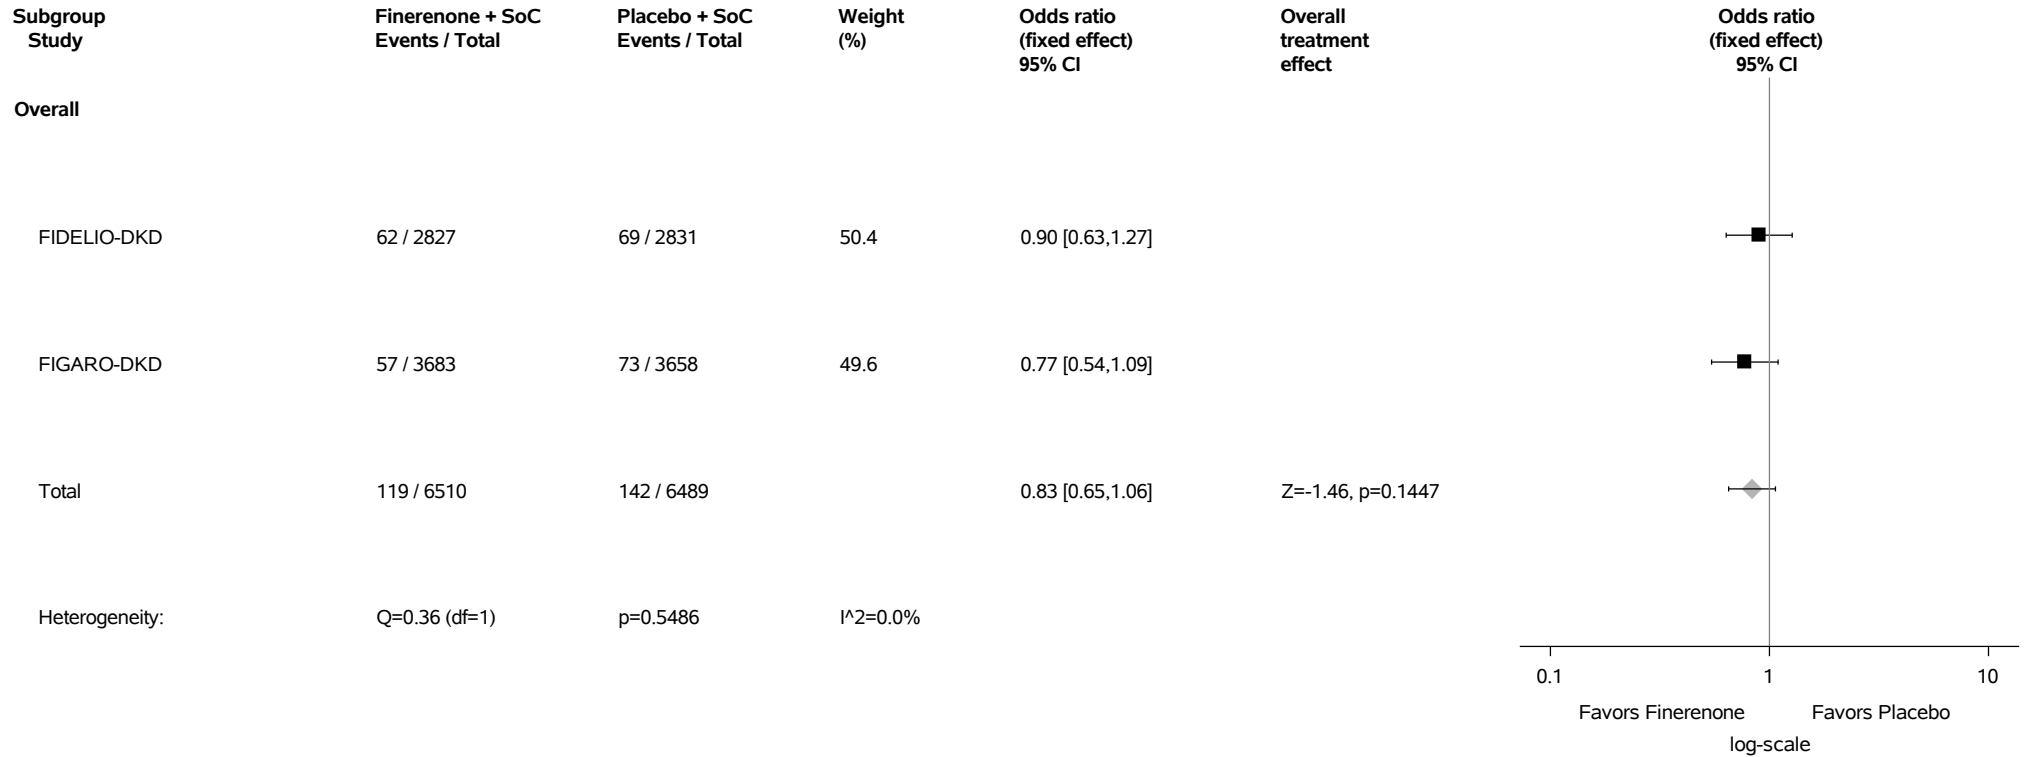 Subgroup Finerenone + SoC Placebo + SoC Weight Odds ratio Overall Odds ratio
Study Events / Total Events / Total (%) (fixed effect) treatment (fixed effect)
95% CI effect 95% CI
Overall
FIDELIO-DKD 62 / 2827 69 / 2831 50.4 0.90 [0.63,1.27]
FIGARO-DKD 57 / 3683 73 / 3658 49.6 0.77 [0.54,1.09]
Total 119 / 6510 142 / 6489 0.83 [0.65,1.06] Z=-1.46, p=0.1447
Heterogeneity: Q=0.36 (df=1) p=0.5486 I^2=0.0%
0.1 1 10
Favors Finerenone Favors Placebo
log-scale